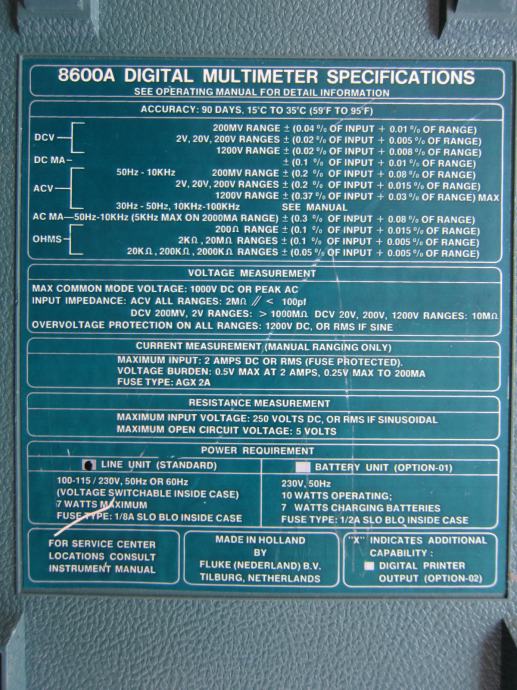 8600A DIGITAL MULTIMETER SPECIFICATIONS
SEE OPERATING MANUAL FOR DETAIL INFORMATION
ACCURACY: 90 DAYS, 15°C TO 35°C (59°F TO 95°F)
DCV 200MV RANGE ± (0.04 % OF INPUT + 0.01 % OF RANGE)
2V, 20V, 200V RANGES ± (0.02 % OF INPUT + 0.005 % OF RANGE)
1200V RANGE ± (0.02 % OF INPUT + 0.008 % OF RANGE)
DC MA— ± (0.1 % OF INPUT + 0.01 % OF RANGE)
ACV 50Hz - 10KHz 200MV RANGE ± (0.2 % OF INPUT + 0.08 % OF RANGE)
2V, 20V, 200V RANGES ± (0.2 % OF INPUT + 0.015 % OF RANGE)
1200V RANGE ± (0.37 % OF INPUT + 0.03 % OF RANGE) MAX
30Hz - 50Hz, 10KHz-100KHz SEE MANUAL
AC MA—50Hz-10KHz (5KHz MAX ON 2000MA RANGE) ± (0.3 % OF INPUT + 0.08 % OF RANGE)
OHMS 200Ω RANGE ± (0.1 % OF INPUT + 0.015 % OF RANGE)
2KΩ, 20MΩ RANGES ± (0.1 % OF INPUT + 0.005 % OF RANGE)
20KΩ, 200KΩ, 2000KΩ RANGES ± (0.05 % OF INPUT + 0.005 % OF RANGE)
VOLTAGE MEASUREMENT
MAX COMMON MODE VOLTAGE: 1000V DC OR PEAK AC
INPUT IMPEDANCE: ACV ALL RANGES: 2MΩ // < 100pf
DCV 200MV, 2V RANGES: > 1000MΩ DCV 20V, 200V, 1200V RANGES: 10MΩ
OVERVOLTAGE PROTECTION ON ALL RANGES: 1200V DC, OR RMS IF SINE
CURRENT MEASUREMENT (MANUAL RANGING ONLY)
MAXIMUM INPUT: 2 AMPS DC OR RMS (FUSE PROTECTED).
VOLTAGE BURDEN: 0.5V MAX AT 2 AMPS, 0.25V MAX TO 200MA
FUSE TYPE: AGX 2A
RESISTANCE MEASUREMENT
MAXIMUM INPUT VOLTAGE: 250 VOLTS DC, OR RMS IF SINUSOIDAL
MAXIMUM OPEN CIRCUIT VOLTAGE: 5 VOLTS
POWER REQUIREMENT
LINE UNIT (STANDARD)
100-115 / 230V, 50Hz OR 60Hz
(VOLTAGE SWITCHABLE INSIDE CASE)
7 WATTS MAXIMUM
FUSE TYPE: 1/8A SLO BLO INSIDE CASE
BATTERY UNIT (OPTION-01)
230V, 50Hz
10 WATTS OPERATING;
7 WATTS CHARGING BATTERIES
FUSE TYPE: 1/2A SLO BLO INSIDE CASE
FOR SERVICE CENTER
LOCATIONS CONSULT
INSTRUMENT MANUAL
MADE IN HOLLAND
BY
FLUKE (NEDERLAND) B.V.
TILBURG, NETHERLANDS
"X" INDICATES ADDITIONAL
CAPABILITY :
DIGITAL PRINTER
OUTPUT (OPTION-02)